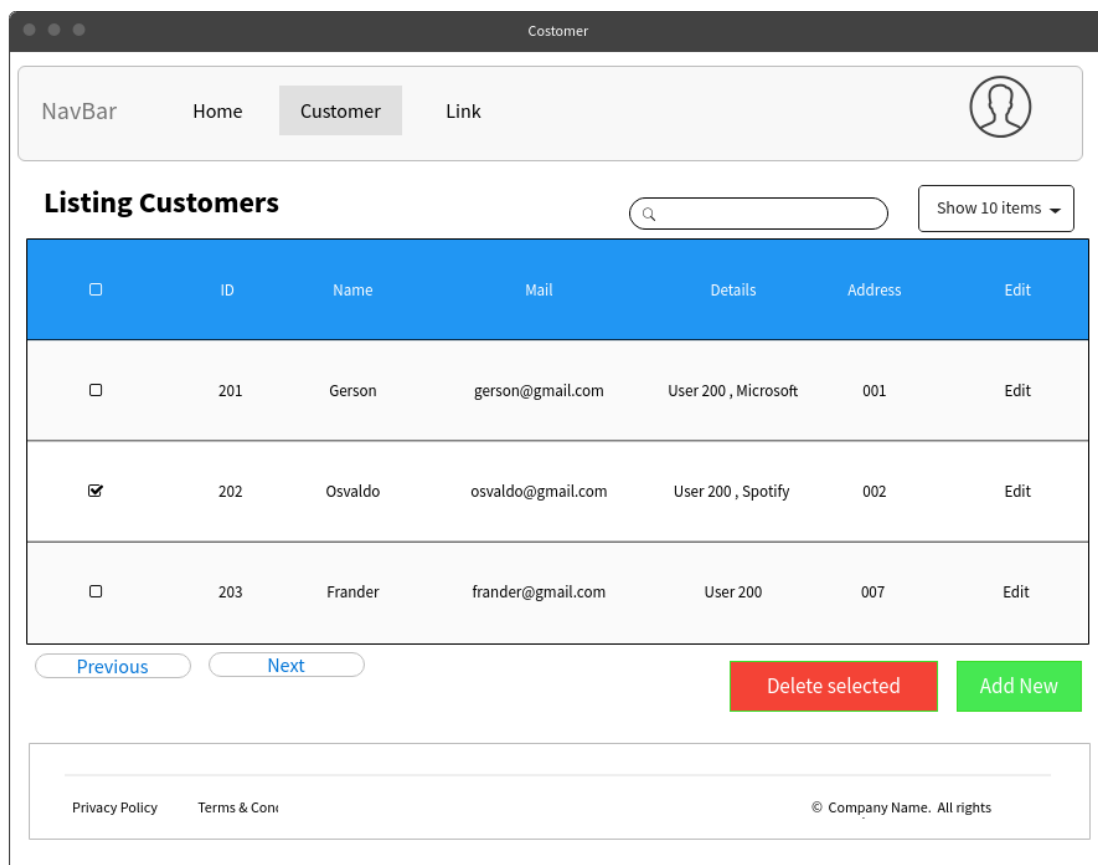 Costomer
NavBar Home Customer Link
Listing Customers
Show 10 items
ID Name Mail Details Address Edit
201 Gerson gerson@gmail.com User 200 , Microsoft 001 Edit
202 Osvaldo osvaldo@gmail.com User 200 , Spotify 002 Edit
203 Frander frander@gmail.com User 200 007 Edit
Previous Next
Delete selected Add New
Privacy Policy Terms & Con © Company Name. All rights